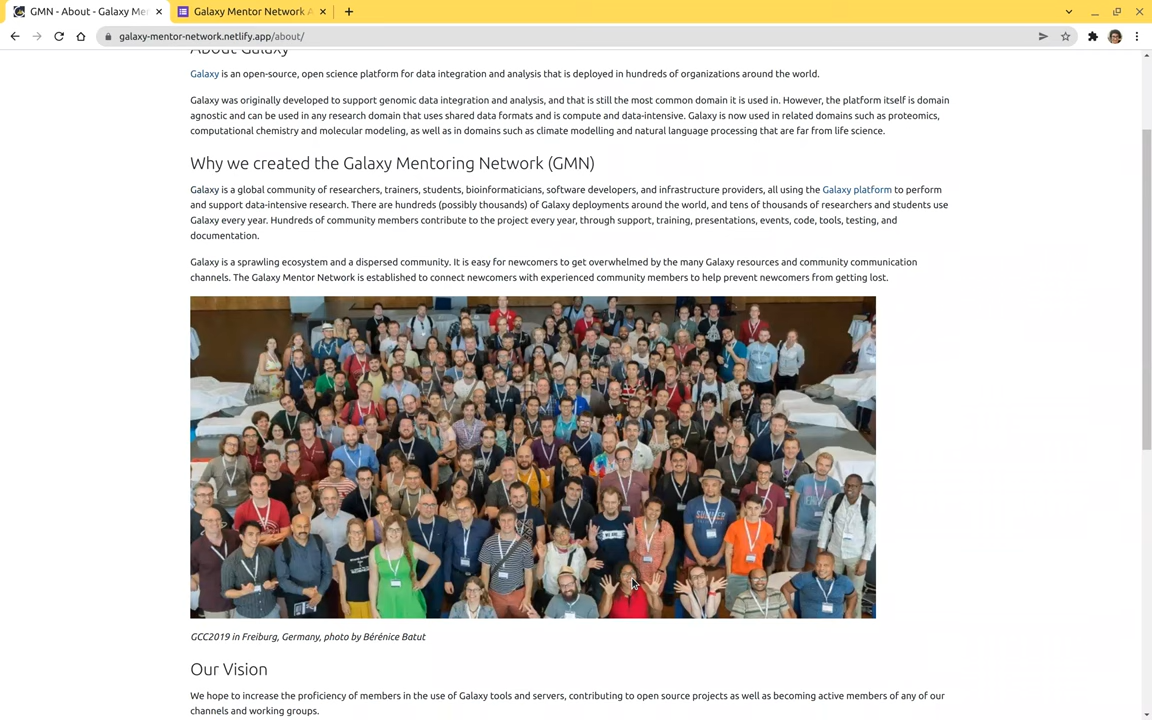 GMN - About - Galaxy Me
Galaxy Mentor Network A
galaxy-mentor-network.netlify.app/about/
About Galaxy
Galaxy is an open-source, open science platform for data integration and analysis that is deployed in hundreds of organizations around the world.
Galaxy was originally developed to support genomic data integration and analysis, and that is still the most common domain it is used in. However, the platform itself is domain
agnostic and can be used in any research domain that uses shared data formats and is compute and data-intensive. Galaxy is now used in related domains such as proteomics,
computational chemistry and molecular modeling, as well as in domains such as climate modelling and natural language processing that are far from life science.
Why we created the Galaxy Mentoring Network (GMN)
Galaxy is a global community of researchers, trainers, students, bioinformaticians, software developers, and infrastructure providers, all using the Galaxy platform to perform
and support data-intensive research. There are hundreds (possibly thousands) of Galaxy deployments around the world, and tens of thousands of researchers and students use
Galaxy every year. Hundreds of community members contribute to the project every year, through support, training, presentations, events, code, tools, testing, and
documentation.
Galaxy is a sprawling ecosystem and a dispersed community. It is easy for newcomers to get overwhelmed by the many Galaxy resources and community communication
channels. The Galaxy Mentor Network is established to connect newcomers with experienced community members to help prevent newcomers from getting lost.
GCC2019 in Freiburg, Germany, photo by Bérénice Batut
Our Vision
We hope to increase the proficiency of members in the use of Galaxy tools and servers, contributing to open source projects as well as becoming active members of any of our
channels and working groups.